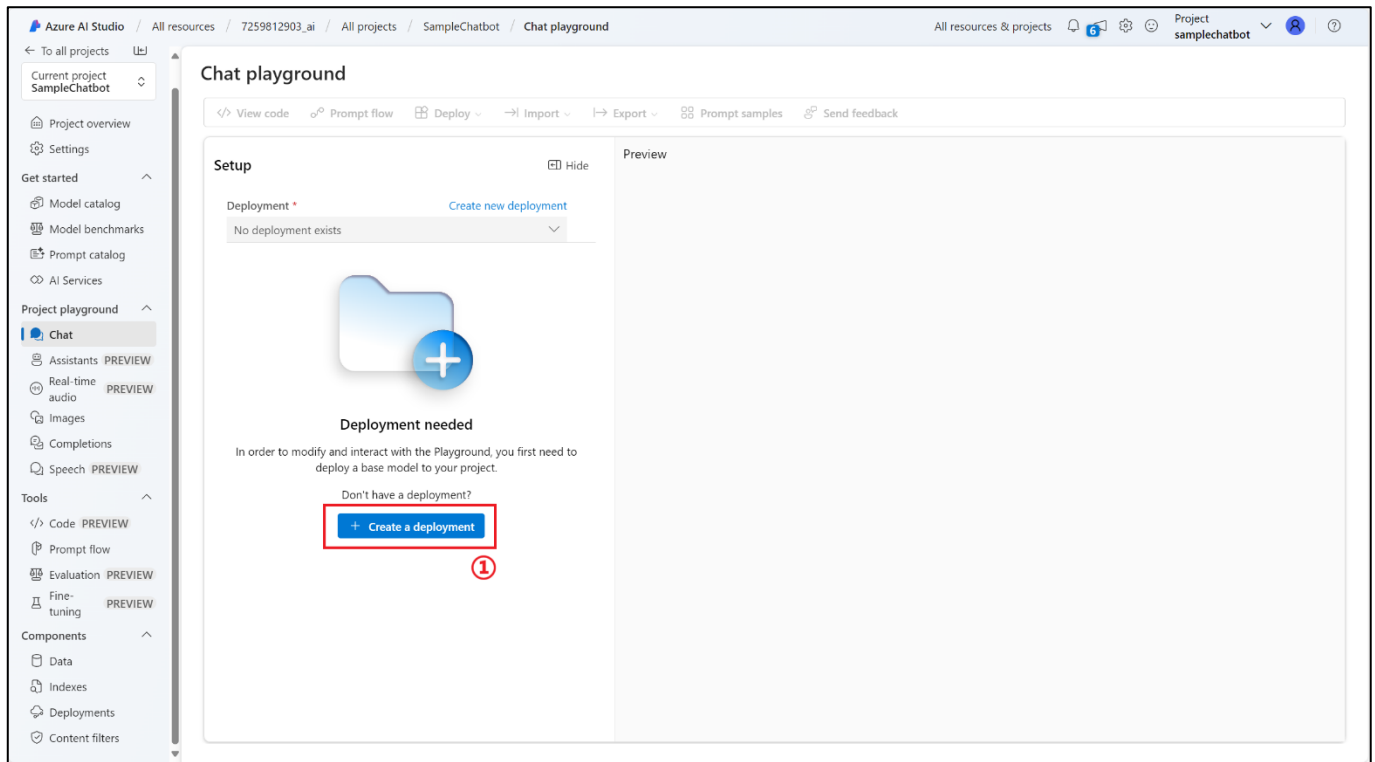 Azure AI Studio / All resources / 7259812903_ai / All projects / SampleChatbot / Chat playground
All resources & projects
6
Project
samplechatbot
To all projects
Current project
SampleChatbot
Project overview
Settings
Get started
Model catalog
Model benchmarks
Prompt catalog
AI Services
Project playground
Chat
Assistants PREVIEW
Real-time audio PREVIEW
Images
Completions
Speech PREVIEW
Tools
Code PREVIEW
Prompt flow
Evaluation PREVIEW
Fine-tuning PREVIEW
Components
Data
Indexes
Deployments
Content filters
Chat playground
View code Prompt flow Deploy Import Export Prompt samples Send feedback
Setup Hide
Deployment * Create new deployment
No deployment exists
Deployment needed
In order to modify and interact with the Playground, you first need to
deploy a base model to your project.
Don't have a deployment?
+ Create a deployment
①
Preview